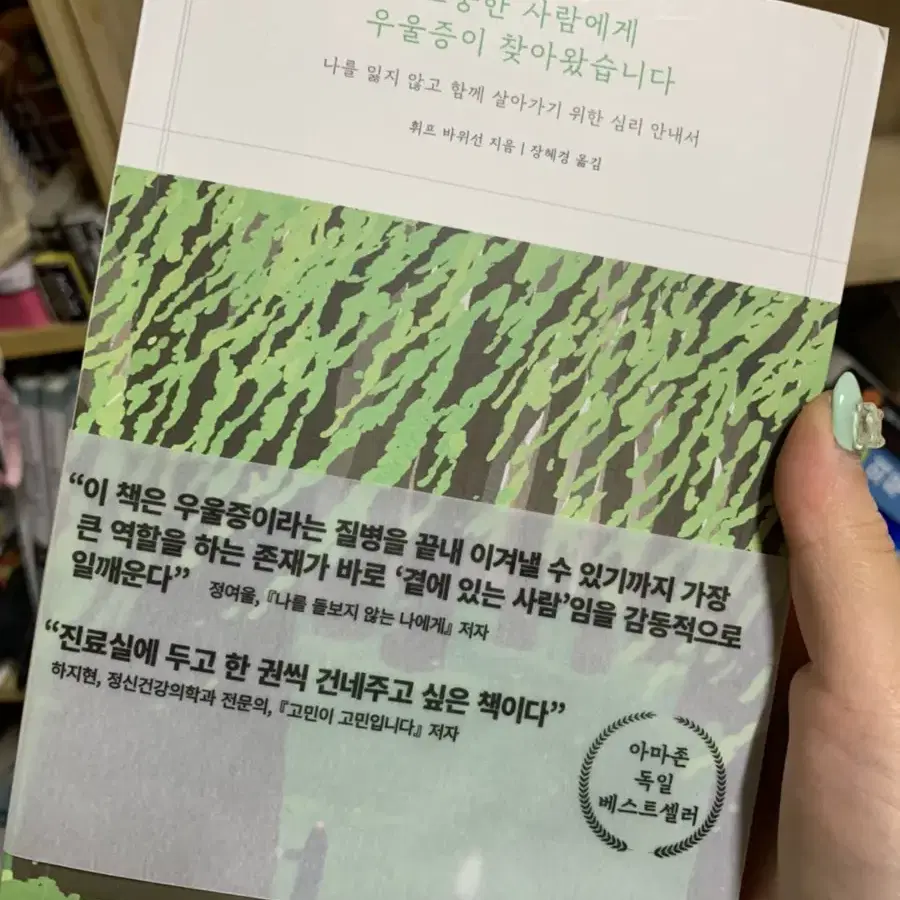 소중한 사람에게
우울증이 찾아왔습니다
나를 잃지 않고 함께 살아가기 위한 심리 안내서
휘프 바위선 지음 | 장혜경 옮김
“이 책은 우울증이라는 질병을 끝내 이겨낼 수 있기까지 가장
큰 역할을 하는 존재가 바로 ‘곁에 있는 사람’임을 감동적으로
일깨운다” 정여울, 『나를 돌보지 않는 나에게』 저자
“진료실에 두고 한 권씩 건네주고 싶은 책이다”
하지현, 정신건강의학과 전문의, 『고민이 고민입니다』 저자
아마존
독일
베스트셀러